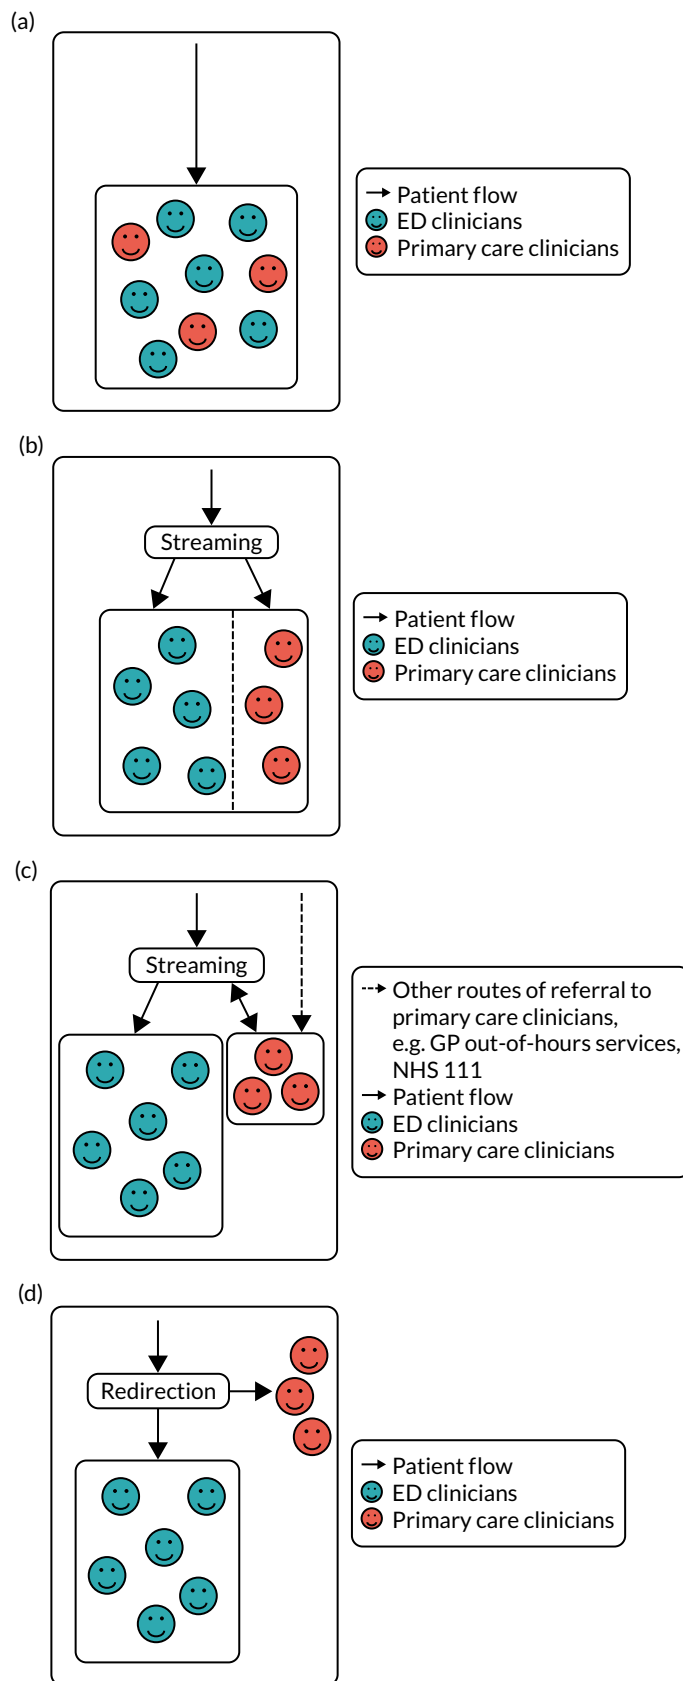 (a)
Patient flow
ED clinicians
Primary care clinicians
(b)
Streaming
Patient flow
ED clinicians
Primary care clinicians
(c)
Streaming
Other routes of referral to
primary care clinicians,
e.g. GP out-of-hours services,
NHS 111
Patient flow
ED clinicians
Primary care clinicians
(d)
Redirection
Patient flow
ED clinicians
Primary care clinicians